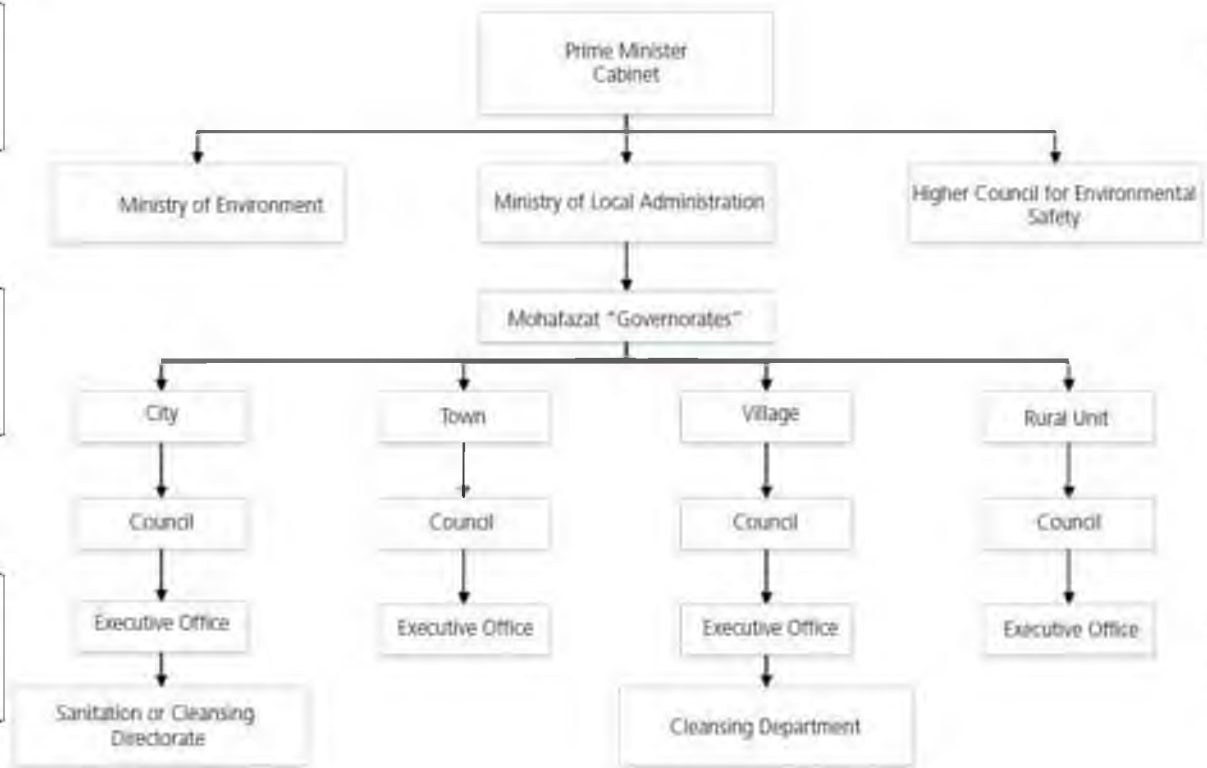 Prime Minister
Cabinet
Ministry of Environment
Ministry of Local Administration
Higher Council for Environmental
Safety
Mohafazat "Governorates"
City
Town
Village
Rural Unit
Council
Council
Council
Council
Executive Office
Executive Office
Executive Office
Executive Office
Sanitation or Cleansing
Directorate
Cleansing Department